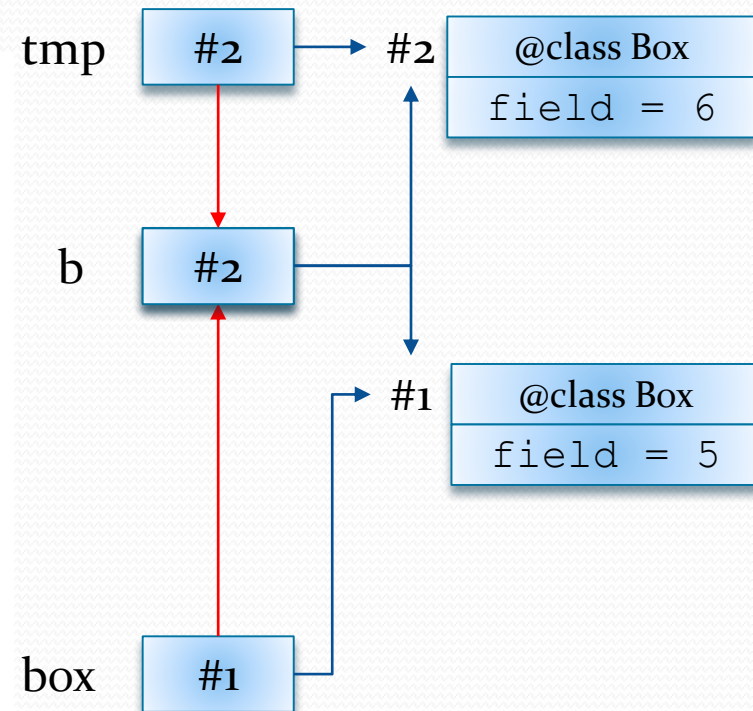 tmp #2 #2 @class Box
field = 6
b #2
#1 @class Box
field = 5
box #1